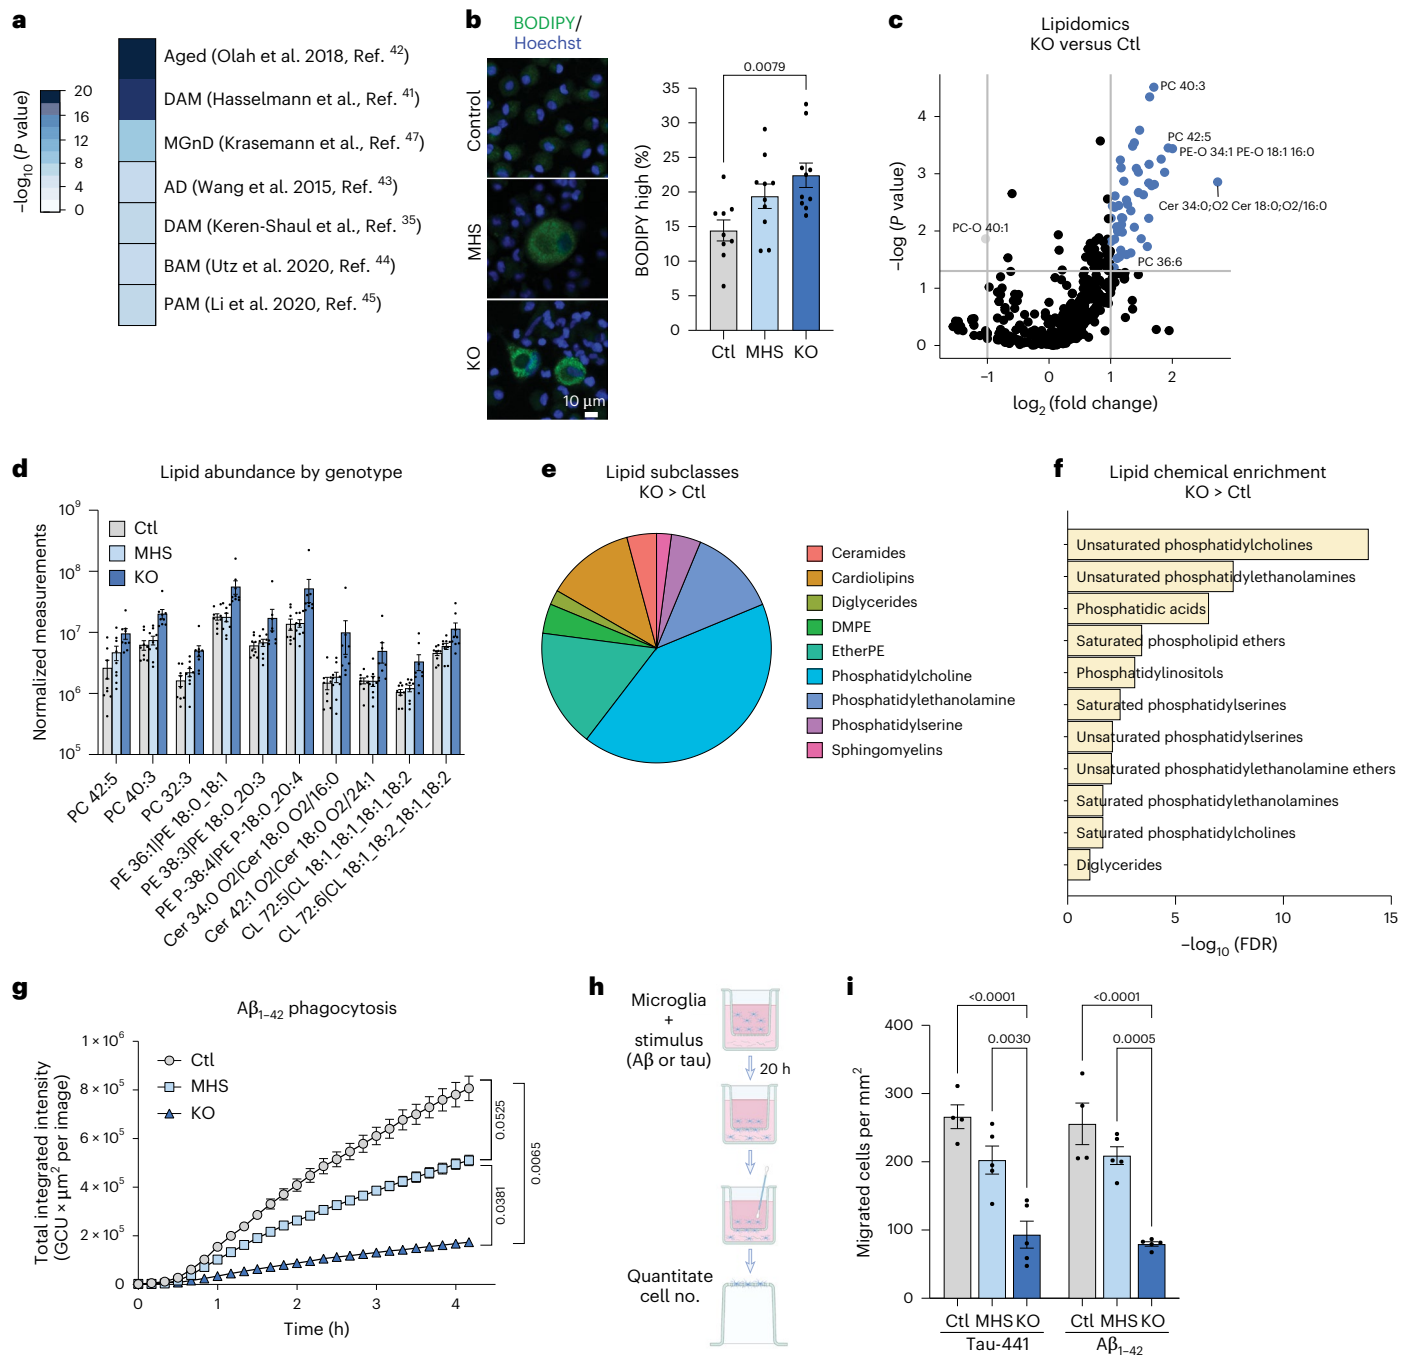 a
−log10 (P value)
20
16
12
8
4
0
Aged (Olah et al. 2018, Ref. 42)
DAM (Hasselmann et al., Ref. 41)
MGnD (Krasemann et al., Ref. 47)
AD (Wang et al. 2015, Ref. 43)
DAM (Keren-Shaul et al., Ref. 35)
BAM (Utz et al. 2020, Ref. 44)
PAM (Li et al. 2020, Ref. 45)
b
BODIPY/
Hoechst
Control
MHS
KO
10 μm
0.0079
BODIPY high (%)
35
30
25
20
15
10
5
0
Ctl MHS KO
c
Lipidomics
KO versus Ctl
−log (P value)
4
3
2
1
0
PC 40:3
PC 42:5
PE-O 34:1 PE-O 18:1 16:0
Cer 34:0;O2 Cer 18:0;O2/16:0
PC-O 40:1
PC 36:6
−1 0 1 2
log2 (fold change)
d
Lipid abundance by genotype
Normalized measurements
10^9
10^8
10^7
10^6
10^5
Ctl
MHS
KO
PC 42:5
PC 40:3
PC 32:3
PE 36:1|PE 18:0_18:1
PE 38:3|PE 18:0_20:3
PE P-38:4|PE P-18:0_20:4
Cer 34:0 O2|Cer 18:0 O2/16:0
Cer 42:1 O2|Cer 18:0 O2/24:1
CL 72:5|CL 18:1_18:1_18:1_18:2
CL 72:6|CL 18:1_18:2_18:1_18:2
e
Lipid subclasses
KO > Ctl
Ceramides
Cardiolipins
Diglycerides
DMPE
EtherPE
Phosphatidylcholine
Phosphatidylethanolamine
Phosphatidylserine
Sphingomyelins
f
Lipid chemical enrichment
KO > Ctl
Unsaturated phosphatidylcholines
Unsaturated phosphatidylethanolamines
Phosphatidic acids
Saturated phospholipid ethers
Phosphatidylinositols
Saturated phosphatidylserines
Unsaturated phosphatidylserines
Unsaturated phosphatidylethanolamine ethers
Saturated phosphatidylethanolamines
Saturated phosphatidylcholines
Diglycerides
0 5 10 15
−log10 (FDR)
g
Aβ1–42 phagocytosis
Total integrated intensity
(GCU × μm2 per image)
1 × 10^6
8 × 10^5
6 × 10^5
4 × 10^5
2 × 10^5
0
Ctl
MHS
KO
0.0525
0.0381
0.0065
0 1 2 3 4
Time (h)
h
Microglia
+
stimulus
(Aβ or tau)
20 h
Quantitate
cell no.
i
Migrated cells per mm2
400
300
200
100
0
<0.0001
0.0030
<0.0001
0.0005
Ctl MHS KO Ctl MHS KO
Tau-441 Aβ1–42